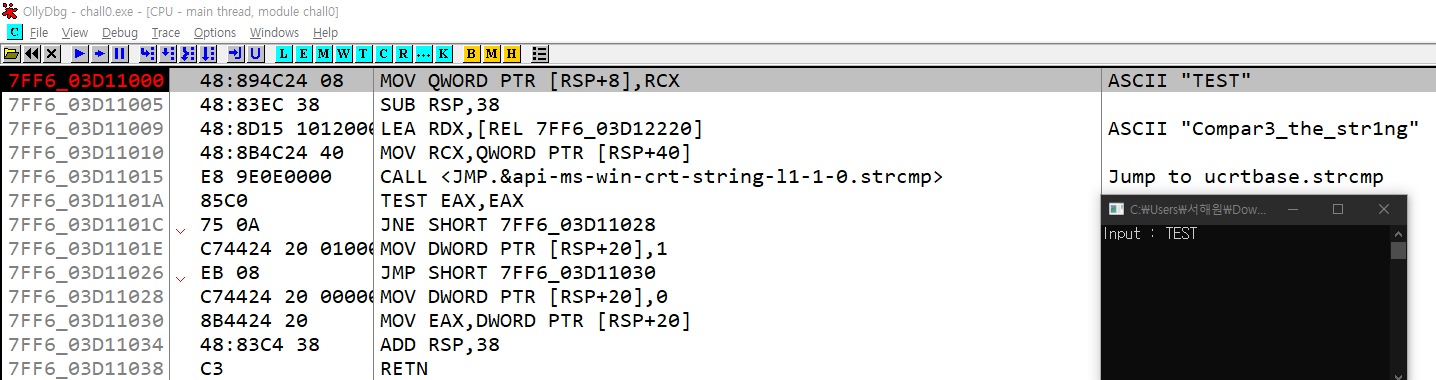 OllyDbg - chall0.exe - [CPU - main thread, module chall0]
C File View Debug Trace Options Windows Help
L E M W T C R ... K B M H
7FF6_03D11000 48:894C24 08 MOV QWORD PTR [RSP+8],RCX ASCII "TEST"
7FF6_03D11005 48:83EC 38 SUB RSP,38
7FF6_03D11009 48:8D15 1012000 LEA RDX,[REL 7FF6_03D12220] ASCII "Compar3_the_str1ng"
7FF6_03D11010 48:8B4C24 40 MOV RCX,QWORD PTR [RSP+40]
7FF6_03D11015 E8 9E0E0000 CALL <JMP.&api-ms-win-crt-string-l1-1-0.strcmp> Jump to ucrtbase.strcmp
7FF6_03D1101A 85C0 TEST EAX,EAX
7FF6_03D1101C 75 0A JNE SHORT 7FF6_03D11028
7FF6_03D1101E C74424 20 01000 MOV DWORD PTR [RSP+20],1
7FF6_03D11026 EB 08 JMP SHORT 7FF6_03D11030
7FF6_03D11028 C74424 20 00000 MOV DWORD PTR [RSP+20],0
7FF6_03D11030 8B4424 20 MOV EAX,DWORD PTR [RSP+20]
7FF6_03D11034 48:83C4 38 ADD RSP,38
7FF6_03D11038 C3 RETN
C:₩Users₩서해원₩Dow...
Input : TEST